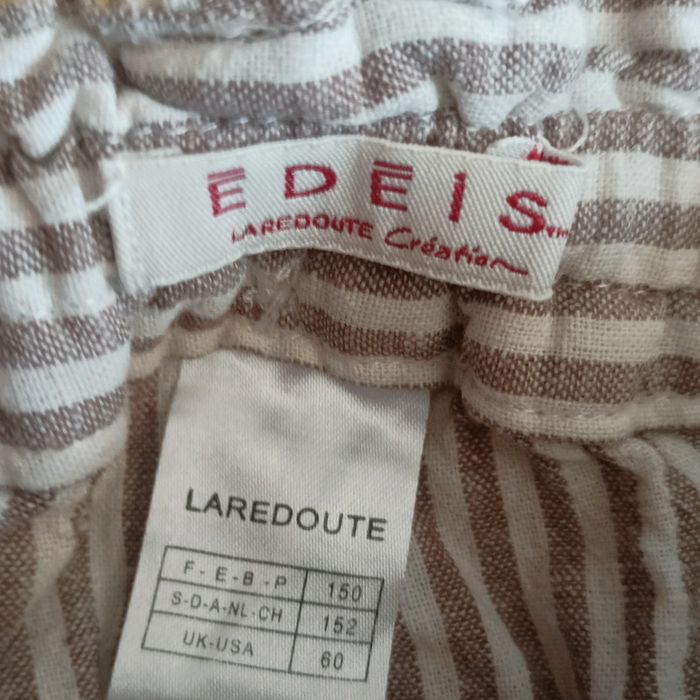 EDEIS
LAREDOUTE Création
LAREDOUTE
F - E - B - P 150
S-D-A-NL-CH 152
UK-USA 60